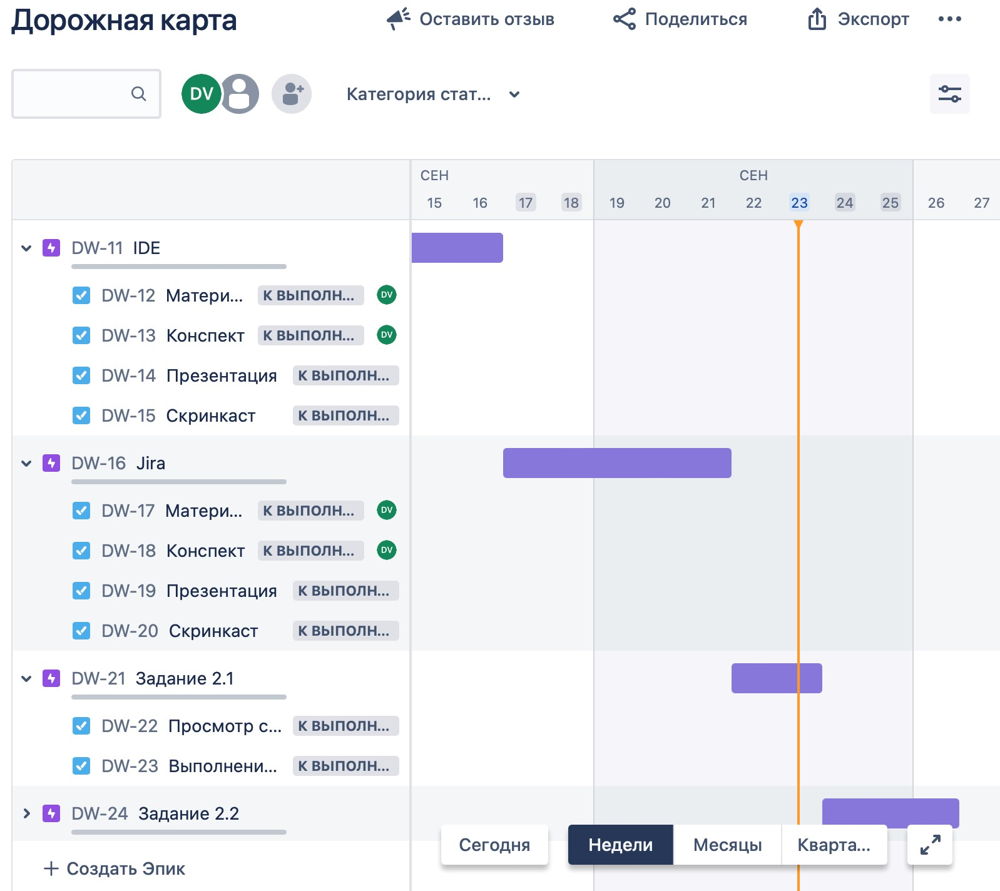 Дорожная карта
Оставить отзыв
Поделиться
Экспорт
DV
Категория стат...
СЕН
СЕН
15 16 17 18 19 20 21 22 23 24 25 26 27
DW-11 IDE
DW-12 Матери... К ВЫПОЛН... DV
DW-13 Конспект К ВЫПОЛН... DV
DW-14 Презентация К ВЫПОЛН...
DW-15 Скринкаст К ВЫПОЛН...
DW-16 Jira
DW-17 Матери... К ВЫПОЛН... DV
DW-18 Конспект К ВЫПОЛН... DV
DW-19 Презентация К ВЫПОЛН...
DW-20 Скринкаст К ВЫПОЛН...
DW-21 Задание 2.1
DW-22 Просмотр с... К ВЫПОЛН...
DW-23 Выполнени... К ВЫПОЛН...
DW-24 Задание 2.2
Сегодня
Недели
Месяцы
Кварта...
+ Создать Эпик